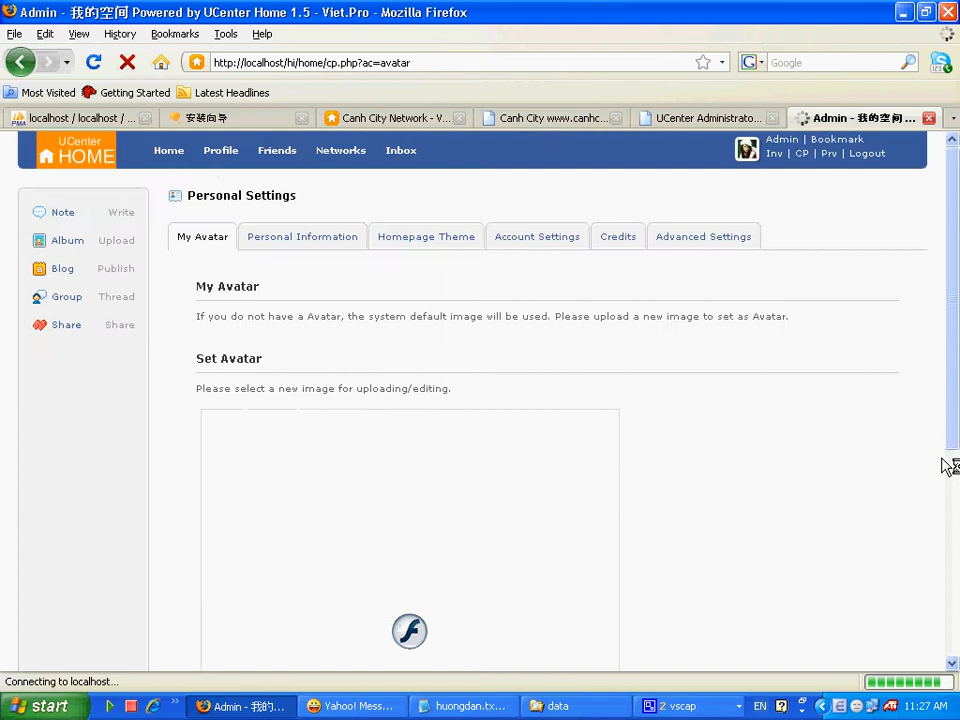 Admin - 我的空间 Powered by UCenter Home 1.5 - Viet.Pro - Mozilla Firefox
File Edit View History Bookmarks Tools Help
http://localhost/hi/home/cp.php?ac=avatar
Google
Most Visited Getting Started Latest Headlines
localhost / localhost / ...
安装向导
Canh City Network - V...
Canh City www.canhc...
UCenter Administrato...
Admin - 我的空间 ...
UCenter
HOME
Home Profile Friends Networks Inbox
Admin | Bookmark
Inv | CP | Prv | Logout
Personal Settings
Note Write
Album Upload
Blog Publish
Group Thread
Share Share
My Avatar Personal Information Homepage Theme Account Settings Credits Advanced Settings
My Avatar
If you do not have a Avatar, the system default image will be used. Please upload a new image to set as Avatar.
Set Avatar
Please select a new image for uploading/editing.
Connecting to localhost...
start
Admin - 我的...
Yahoo! Mess...
huongdan.tx...
data
2 vscap
EN
11:27 AM